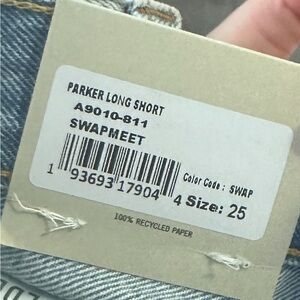 PARKER LONG SHORT
A9010-811
SWAPMEET
Color Code : SWAP
1 93693 17904 4 Size: 25
100% RECYCLED PAPER